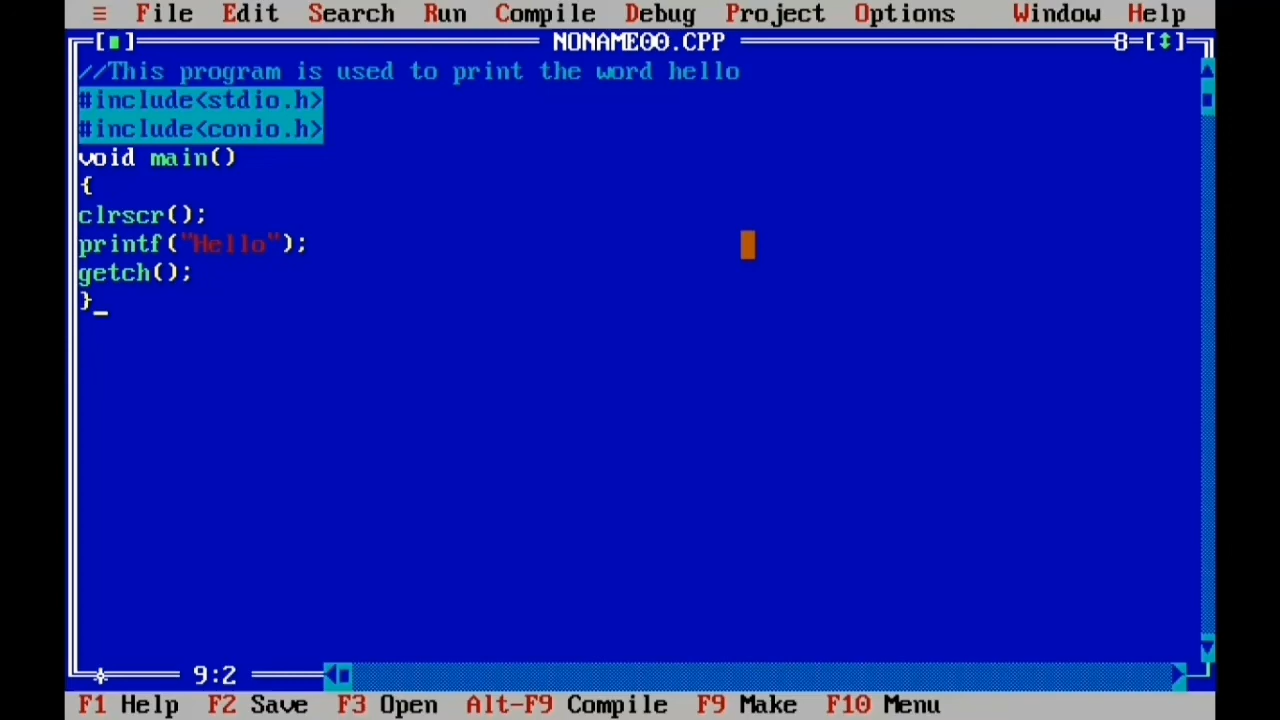 ≡ File Edit Search Run Compile Debug Project Options Window Help
[■] NONAME00.CPP 8=[↕]
//This program is used to print the word hello
#include<stdio.h>
#include<conio.h>
void main()
{
clrscr();
printf("Hello");
getch();
}
9:2
F1 Help F2 Save F3 Open Alt-F9 Compile F9 Make F10 Menu